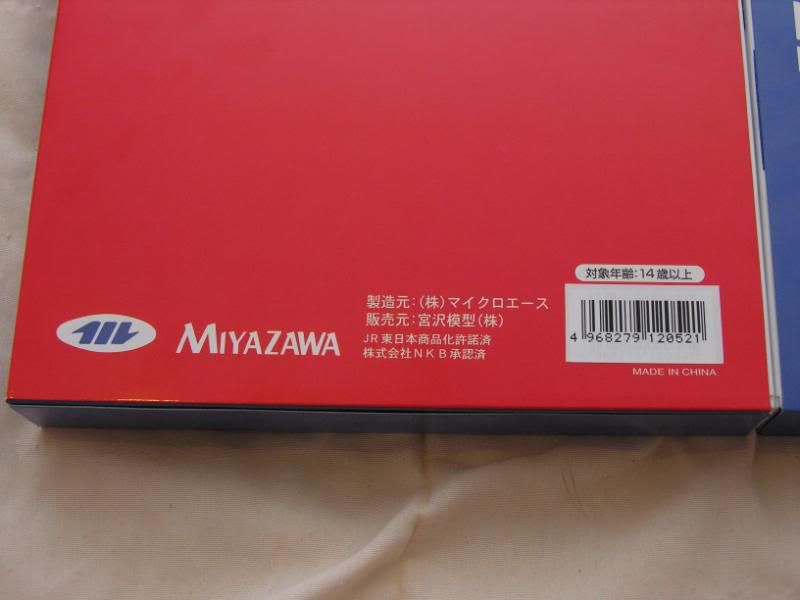 対象年齢:14歳以上
製造元:(株)マイクロエース
販売元:宮沢模型(株)
JR東日本商品化許諾済
株式会社NKB承認済
MIYAZAWA
4 968279 120521
MADE IN CHINA